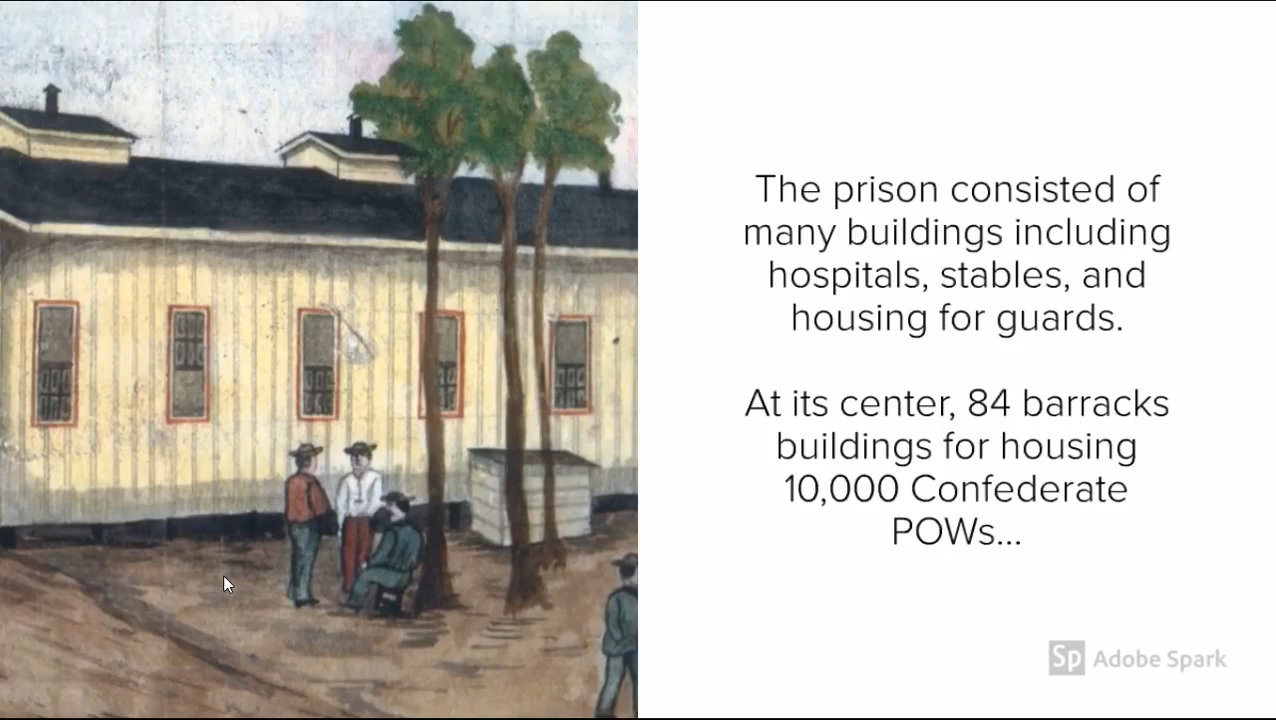 The prison consisted of
many buildings including
hospitals, stables, and
housing for guards.
At its center, 84 barracks
buildings for housing
10,000 Confederate
POWs...
Sp Adobe Spark